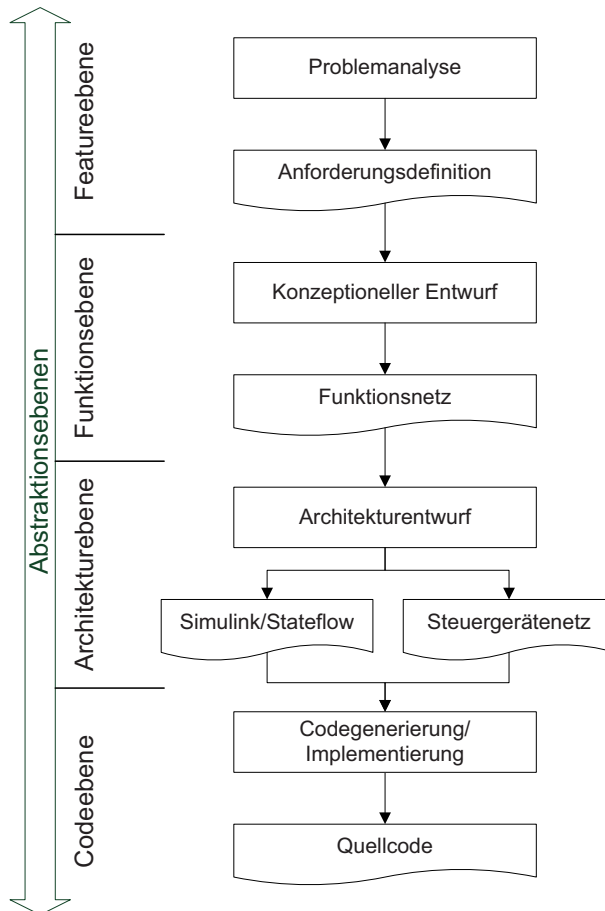 Abstraktionsebenen
Featureebene
Problemanalyse
Anforderungsdefinition
Funktionsebene
Konzeptioneller Entwurf
Funktionsnetz
Architekturebene
Architekturentwurf
Simulink/Stateflow
Steuergerätenetz
Codeebene
Codegenerierung/
Implementierung
Quellcode